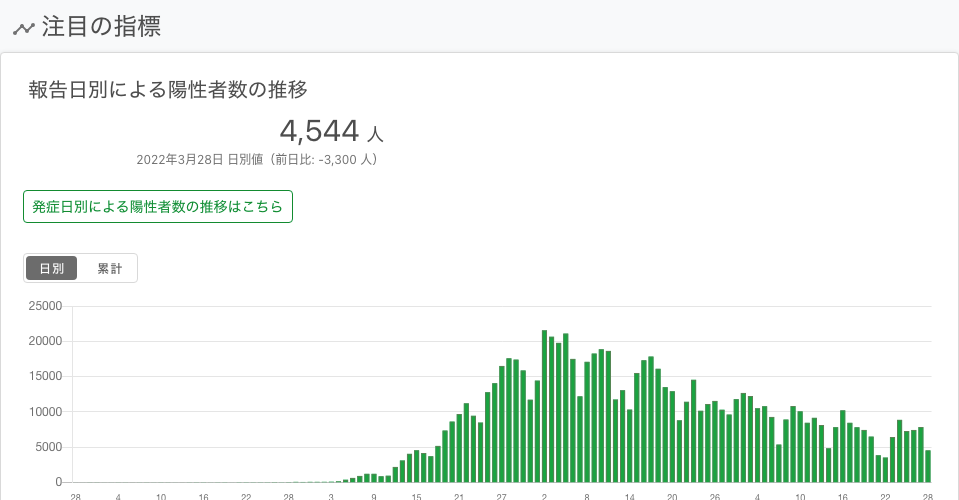 注目の指標
報告日別による陽性者数の推移
4,544 人
2022年3月28日 日別値（前日比: -3,300 人）
発症日別による陽性者数の推移はこちら
日別 累計
25000
20000
15000
10000
5000
0
28 4 10 16 22 28 3 9 15 21 27 2 8 14 20 26 4 10 16 22 28